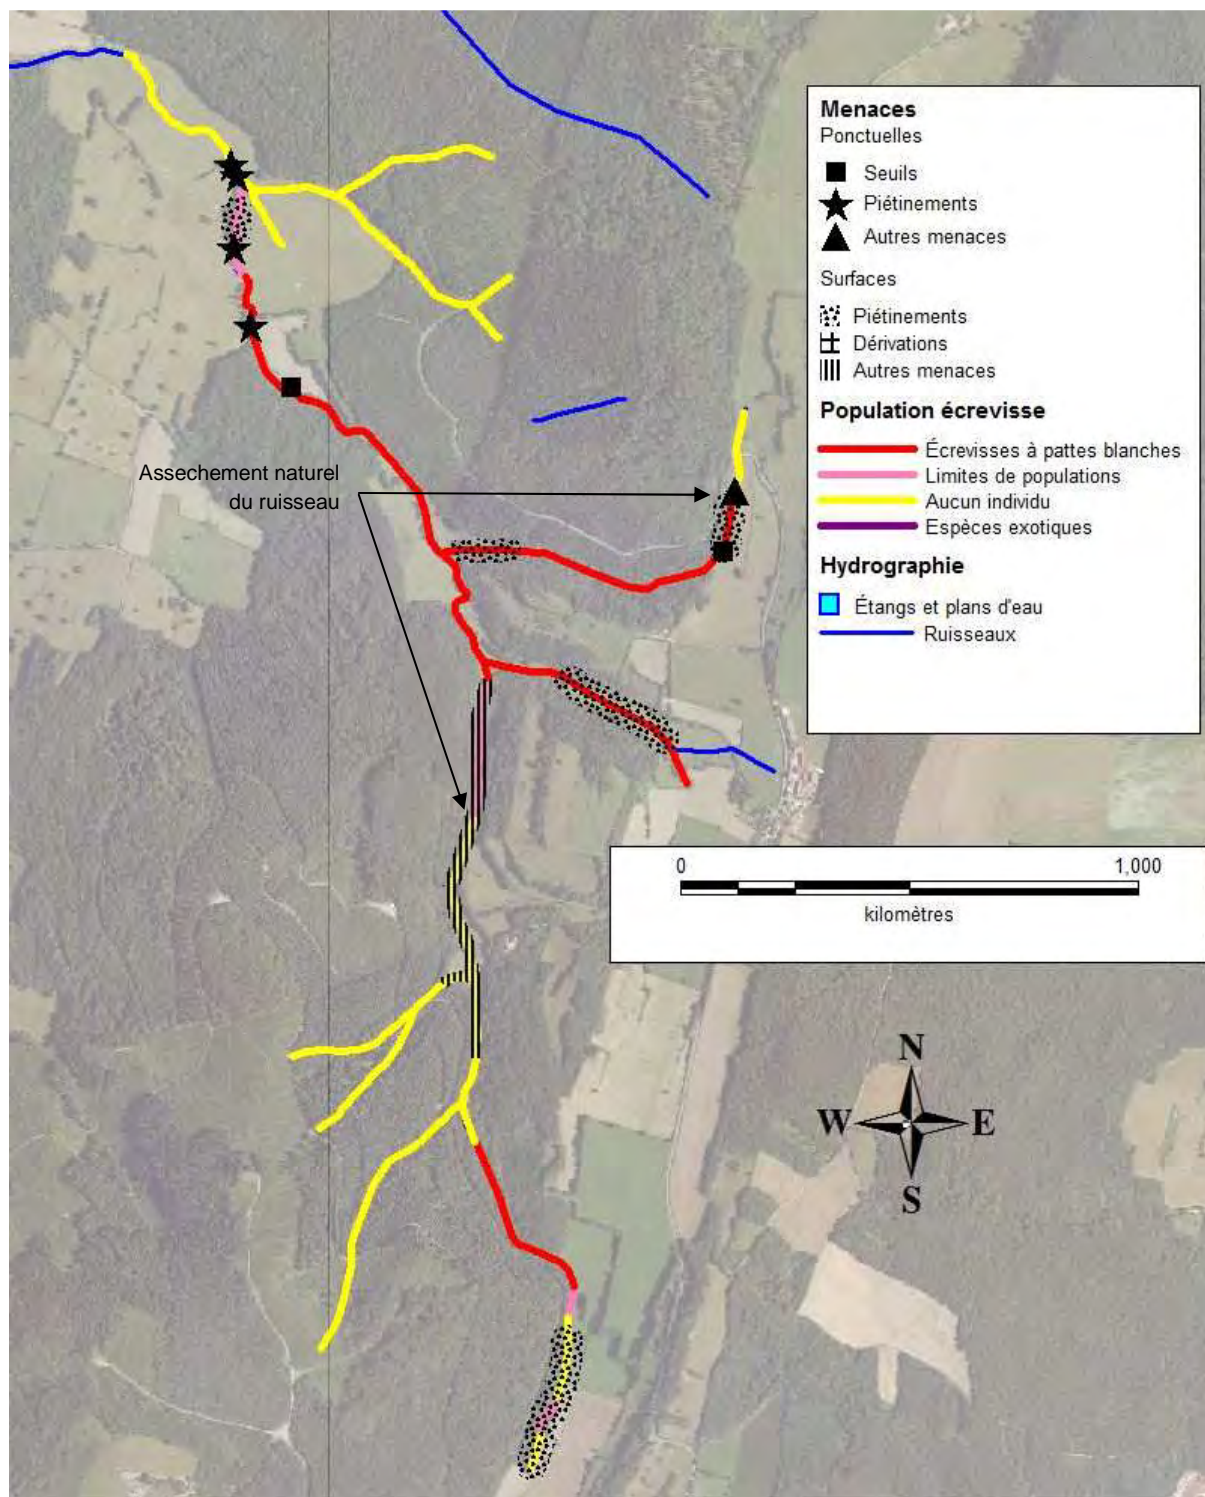 Menaces
Ponctuelles
Seuils
Piétinements
Autres menaces
Surfaces
Piétinements
Dérivations
Autres menaces
Population écrevisse
Écrevisses à pattes blanches
Limites de populations
Aucun individu
Espèces exotiques
Hydrographie
Étangs et plans d'eau
Ruisseaux
Assechement naturel
du ruisseau
0 1,000
kilomètres
N
W E
S